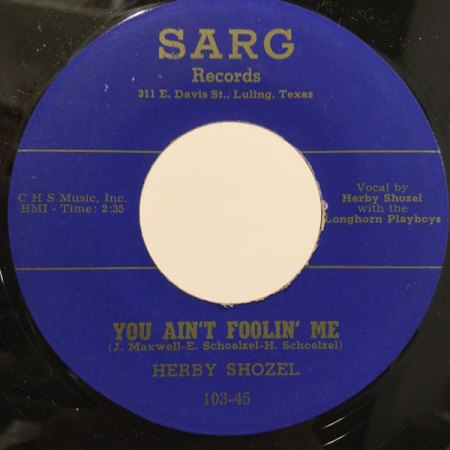 SARG
Records
311 E. Davis St., Luling, Texas
C H S Music, Inc.
BMI - Time: 2:35
Vocal by
Herby Shozel
with the
Longhorn Playboys
YOU AIN'T FOOLIN' ME
(J. Maxwell-E. Schoelzel-H. Schoelzel)
HERBY SHOZEL
103-45